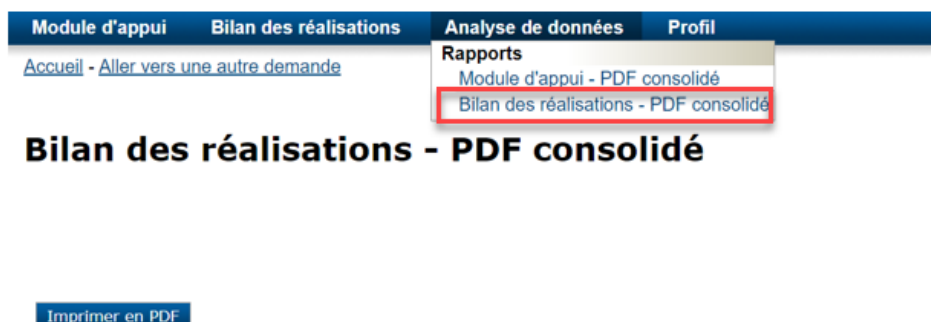 Module d'appui Bilan des réalisations Analyse de données Profil
Rapports
Accueil - Aller vers une autre demande
Module d'appui - PDF consolidé
Bilan des réalisations - PDF consolidé
Bilan des réalisations - PDF consolidé
Imprimer en PDF